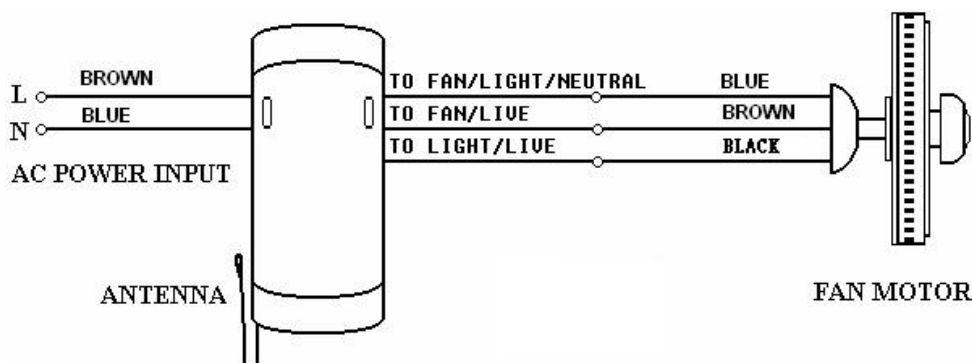 L BROWN
N BLUE
AC POWER INPUT
ANTENNA
TO FAN/LIGHT/NEUTRAL BLUE
TO FAN/LIVE BROWN
TO LIGHT/LIVE BLACK
FAN MOTOR